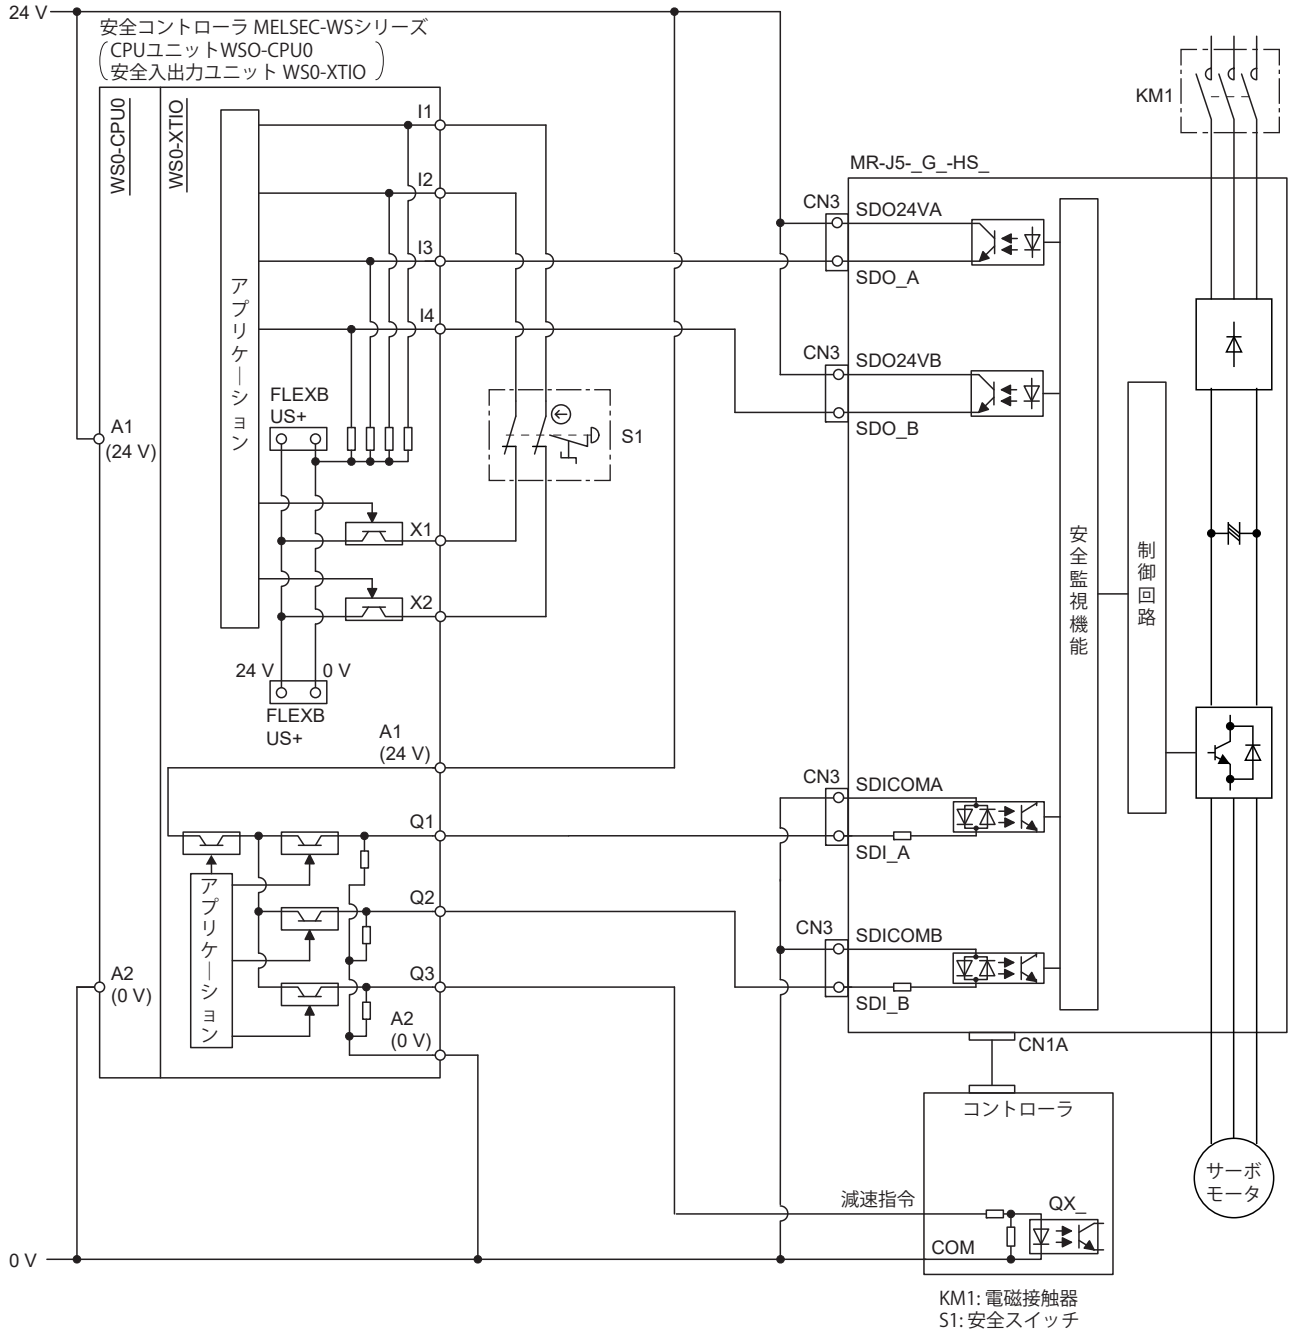 24 V
安全コントローラ MELSEC-WSシリーズ
CPUユニットWSO-CPU0
安全入出力ユニット WS0-XTIO
WS0-CPU0
WS0-XTIO
I1
I2
I3
I4
アプリケーション
FLEXB
US+
A1
(24 V)
X1
X2
24 V
0 V
FLEXB
US+
A1
(24 V)
Q1
Q2
Q3
アプリケーション
A2
(0 V)
A2
(0 V)
S1
KM1
MR-J5-_G_-HS_
CN3
SDO24VA
SDO_A
CN3
SDO24VB
SDO_B
安全監視機能
制御回路
CN3
SDICOMA
SDI_A
CN3
SDICOMB
SDI_B
CN1A
コントローラ
サーボ
モータ
減速指令
QX_
COM
0 V
KM1: 電磁接触器
S1: 安全スイッチ